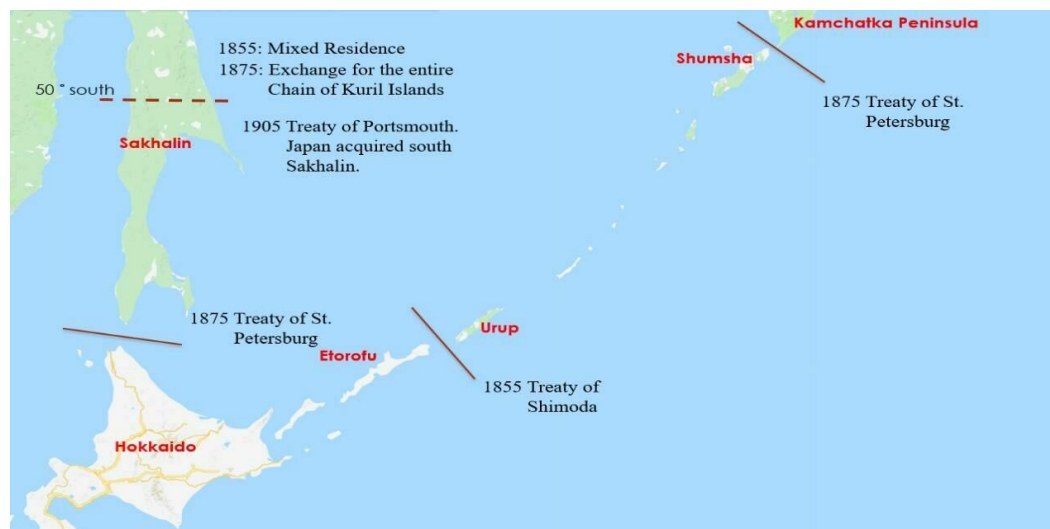 Kamchatka Peninsula
1855: Mixed Residence
Shumsha
1875: Exchange for the entire
Chain of Kuril Islands
50 ° south
1875 Treaty of St.
Petersburg
1905 Treaty of Portsmouth.
Japan acquired south
Sakhalin.
Sakhalin
1875 Treaty of St.
Petersburg
Urup
Etorofu
1855 Treaty of
Shimoda
Hokkaido